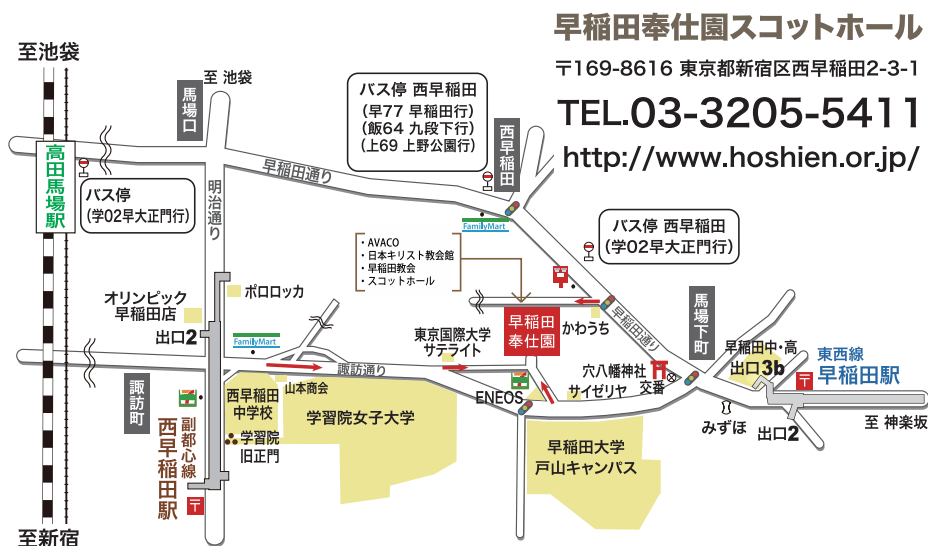 早稲田奉仕園スコットホール
〒169-8616 東京都新宿区西早稲田2-3-1
TEL.03-3205-5411
http://www.hoshien.or.jp/
至池袋
至 池袋
馬場口
バス停 西早稲田
(早77 早稲田行)
(飯64 九段下行)
(上69 上野公園行)
西早稲田
高田馬場駅
バス停
(学02早大正門行)
明治通り
早稲田通り
FamilyMart
バス停 西早稲田
(学02早大正門行)
・AVACO
・日本キリスト教会館
・早稲田教会
・スコットホール
〒
オリンピック
早稲田店
ポロロッカ
出口2
FamilyMart
東京国際大学
サテライト
早稲田
奉仕園
かわうち
早稲田通り
馬場下町
諏訪通り
諏訪町
山本商会
西早稲田
中学校
学習院女子大学
ENEOS
サイゼリヤ
穴八幡神社
交番
早稲田中・高
出口3b
東西線
早稲田駅
〒
至 神楽坂
みずほ
出口2
副都心線
西早稲田駅
学習院
旧正門
早稲田大学
戸山キャンパス
〒
至新宿